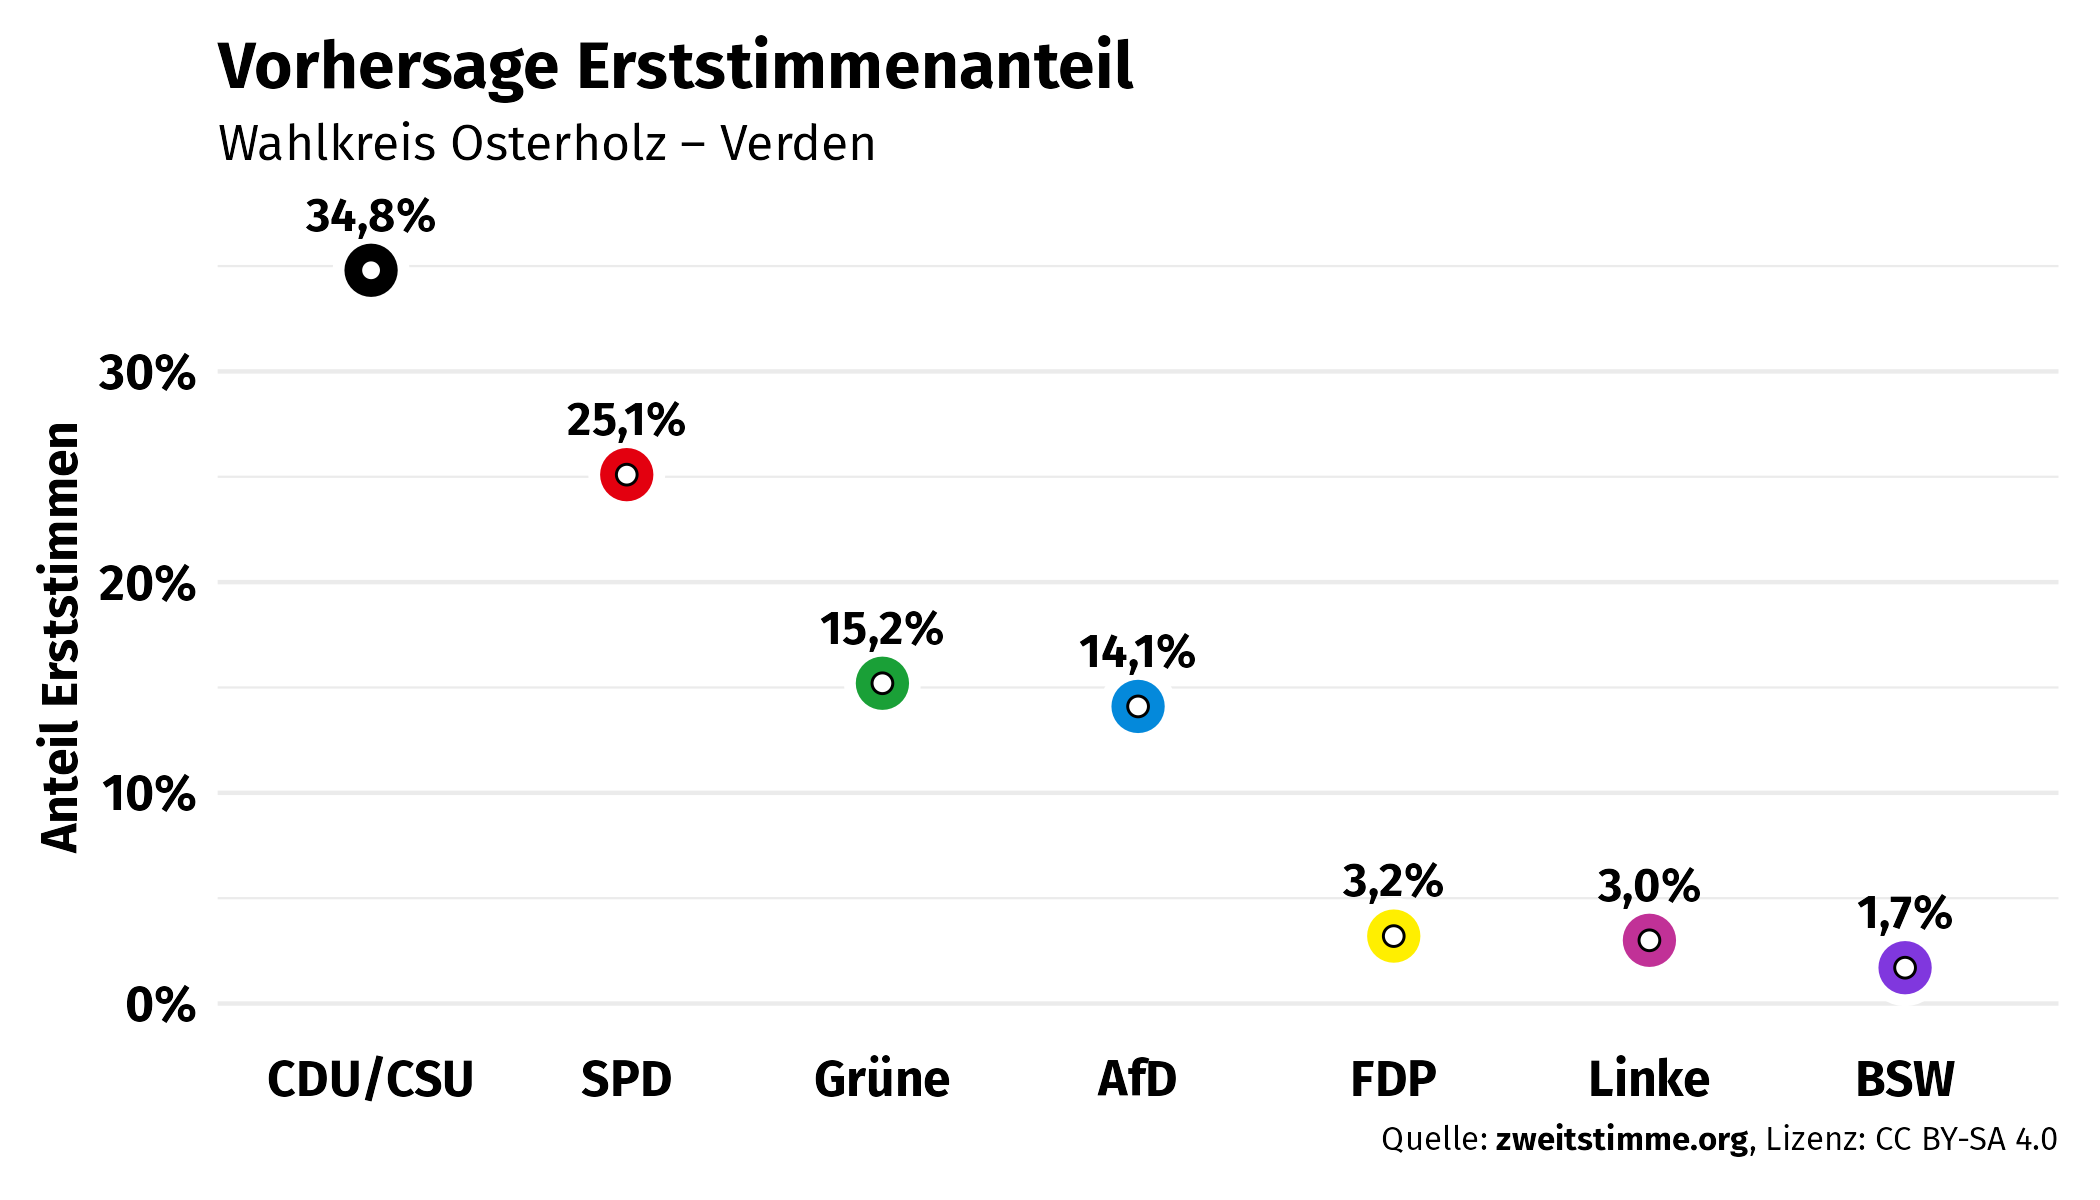 Vorhersage Erststimmenanteil
Wahlkreis Osterholz – Verden
34,8%
30%
25,1%
20%
15,2%
14,1%
10%
3,2%
3,0%
1,7%
0%
Anteil Erststimmen
CDU/CSU SPD Grüne AfD FDP Linke BSW
Quelle: zweitstimme.org, Lizenz: CC BY-SA 4.0